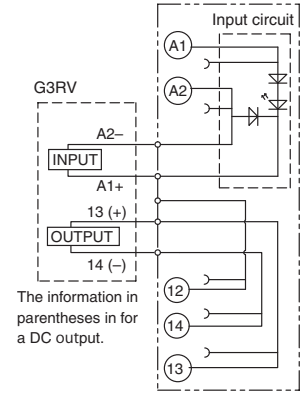 Input circuit
A1
G3RV
A2
A2–
INPUT
A1+
13 (+)
OUTPUT
14 (–)
The information in
parentheses in for
a DC output.
12
14
13